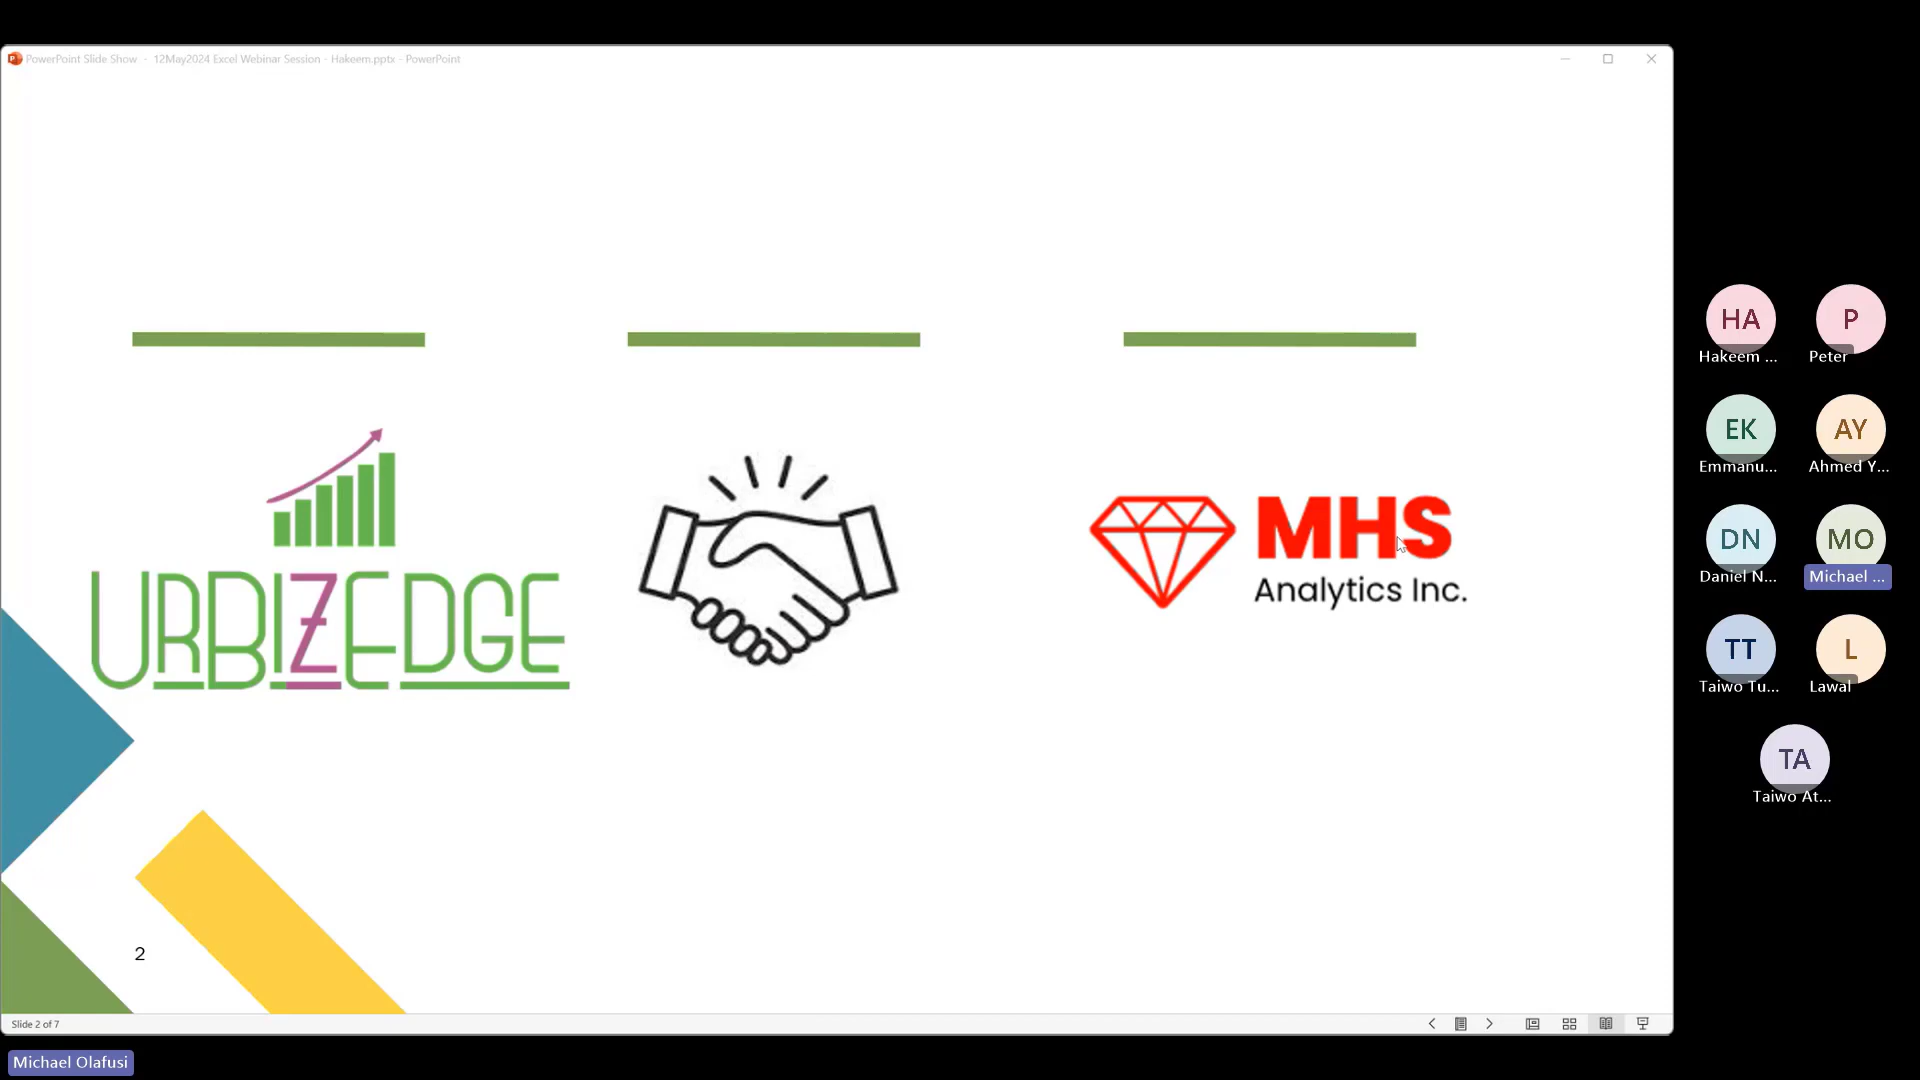 PowerPoint Slide Show - 12May2024 Excel Webinar Session - Hakeem.pptx - PowerPoint
URBIZEDGE
MHS
Analytics Inc.
2
Slide 2 of 7
HA
Hakeem ...
P
Peter
EK
Emmanu...
AY
Ahmed Y...
DN
Daniel N...
MO
Michael ...
TT
Taiwo Tu...
L
Lawal
TA
Taiwo At...
Michael Olafusi